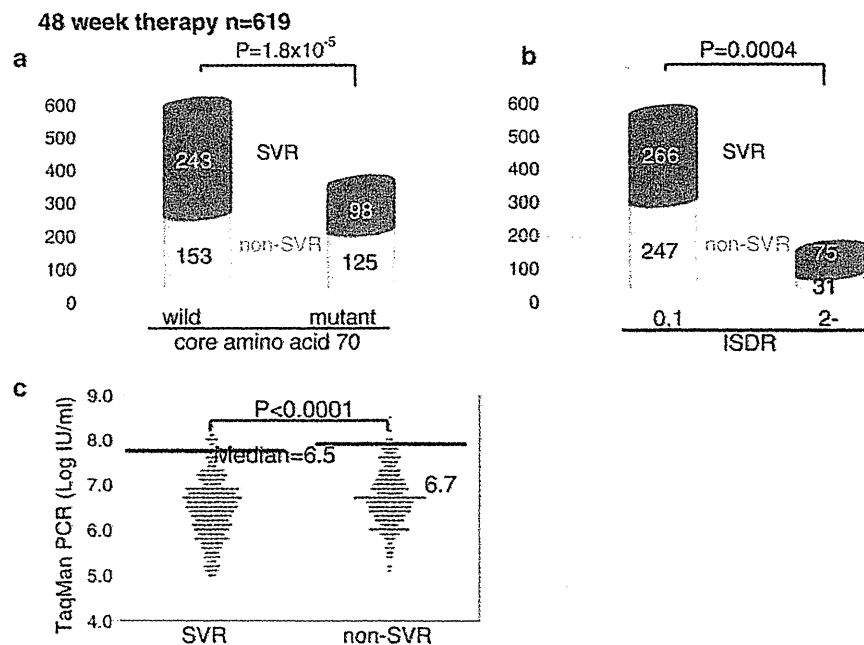 48 week therapy n=619
a
P=1.8x10⁻⁵
600
500
400
300
200
100
0
243
SVR
98
153
non-SVR
125
wild
mutant
core amino acid 70
b
P=0.0004
600
500
400
300
200
100
0
266
SVR
247
non-SVR
75
31
0,1
2-
ISDR
c
TaqMan PCR (Log IU/ml)
9.0
8.0
7.0
6.0
5.0
4.0
P<0.0001
Median=6.5
6.7
SVR
non-SVR